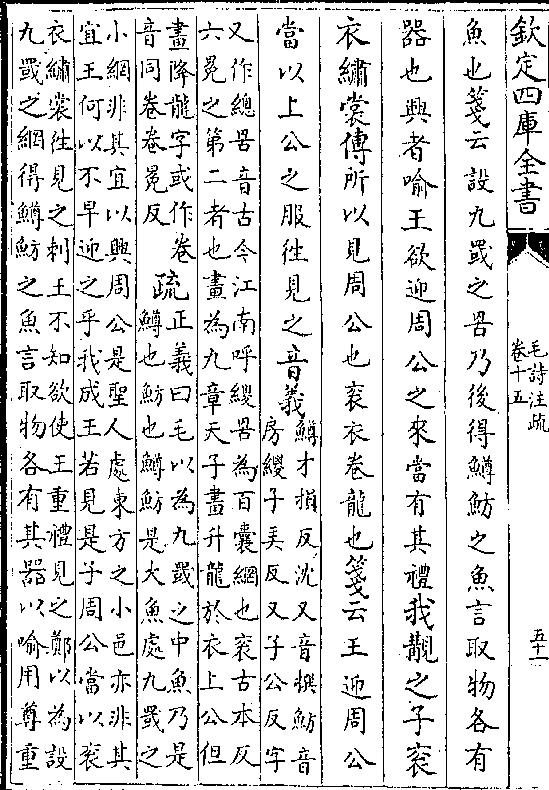 欽定四庫全書
毛詩注疏
卷十五
五十一
魚也箋云設九罭之罟乃後得鱒魴之魚言取物各有
器也興者喻王欲迎周公之來當有其禮我覯之子衮
衣繡裳傳所以見周公也衮衣卷龍也箋云王迎周公
當以上公之服往見之音義
鱒才損反沈又音撰魴音
房緵子弄反又子公反字
又作總罟音古今江南呼緵罟為百囊網也衮古本反
六冕之第二者也畫為九章天子畫升龍於衣上公但
畫降龍字或作卷
音同卷卷冕反
疏
正義曰毛以為九罭之中魚乃是
鱒也魴也鱒魴是大魚處九罭之
小網非其宜以興周公是聖人處東方之小邑亦非其
宜王何以不早迎之乎我成王若見是子周公當以衮
衣繡裳往見之刺王不知欲使王重禮見之鄭以為設
九罭之網得鱒魴之魚言取物各有其器以喻用尊重